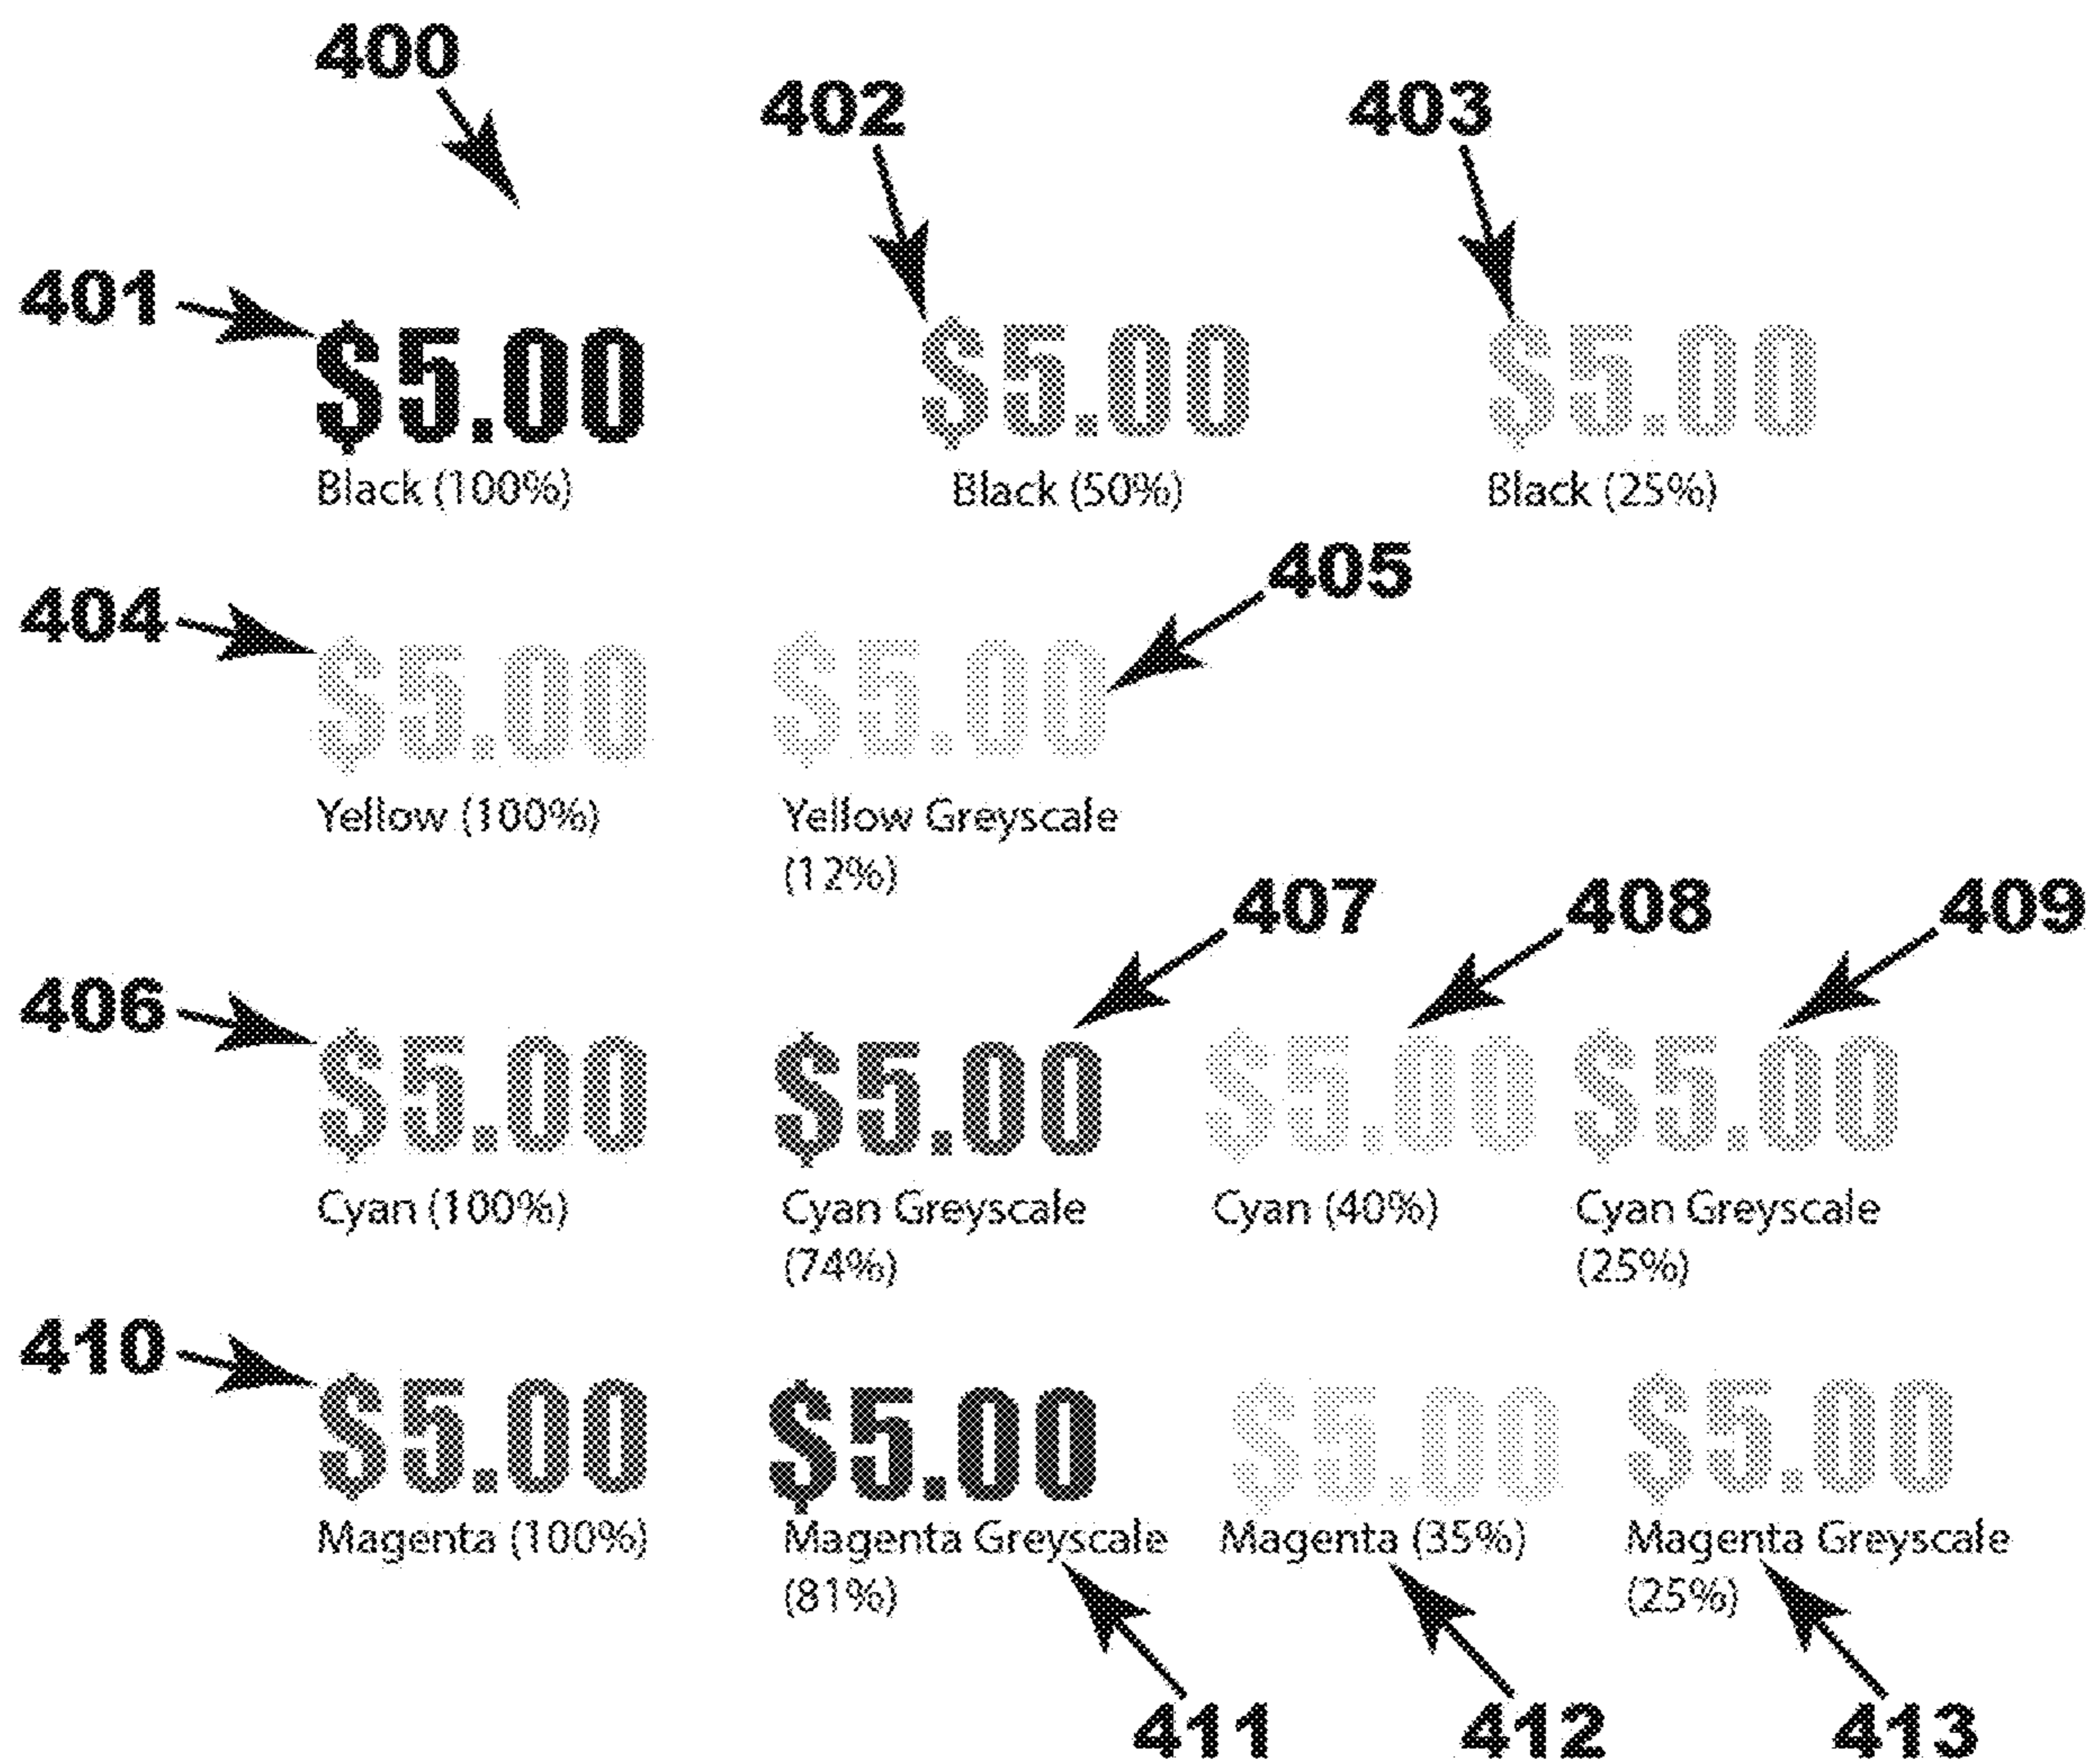 400
402
403
401
$5.00
$5.00
$5.00
Black (100%)
Black (50%)
Black (25%)
405
404
$5.00
$5.00
Yellow (100%)
Yellow Greyscale
(12%)
407
408
409
406
$5.00
$5.00
$5.00
$5.00
Cyan (100%)
Cyan Greyscale
(74%)
Cyan (40%)
Cyan Greyscale
(25%)
410
$5.00
$5.00
$5.00
$5.00
Magenta (100%)
Magenta Greyscale
(81%)
Magenta (35%)
Magenta Greyscale
(25%)
411
412
413